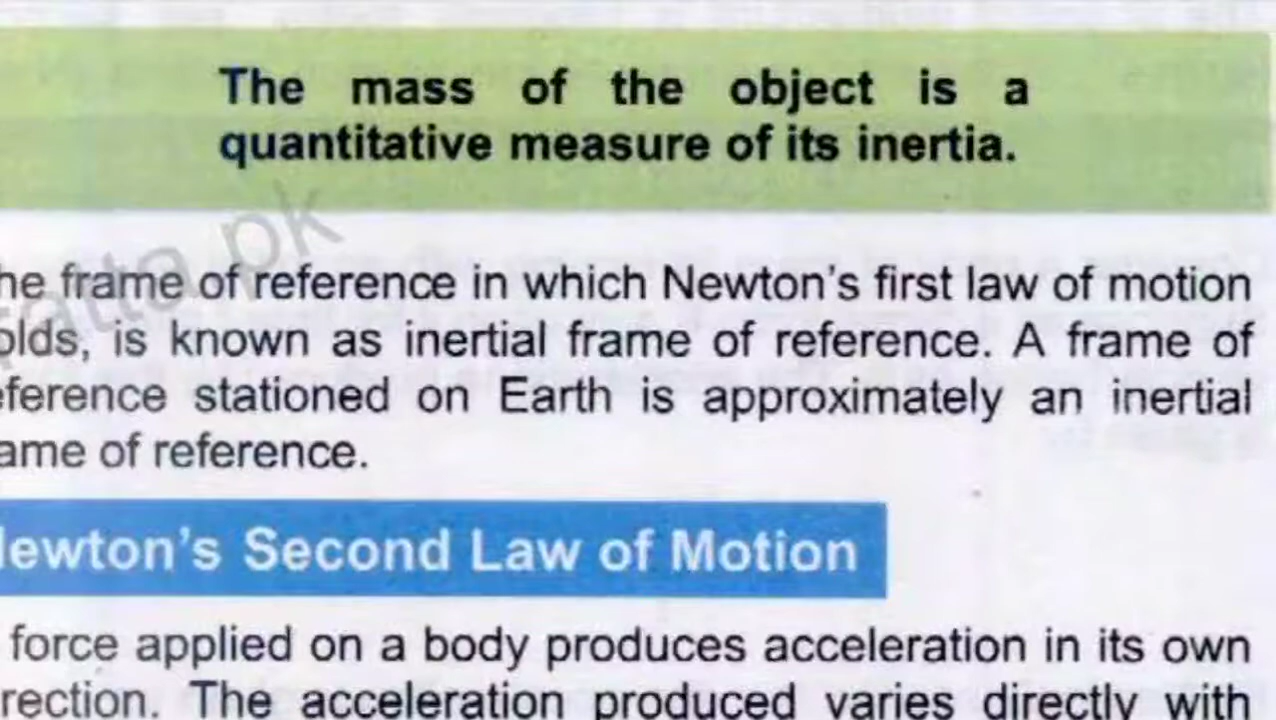 The mass of the object is a
quantitative measure of its inertia.
he frame of reference in which Newton's first law of motion
olds, is known as inertial frame of reference. A frame of
eference stationed on Earth is approximately an inertial
ame of reference.
lewton's Second Law of Motion
force applied on a body produces acceleration in its own
rection. The acceleration produced varies directly with